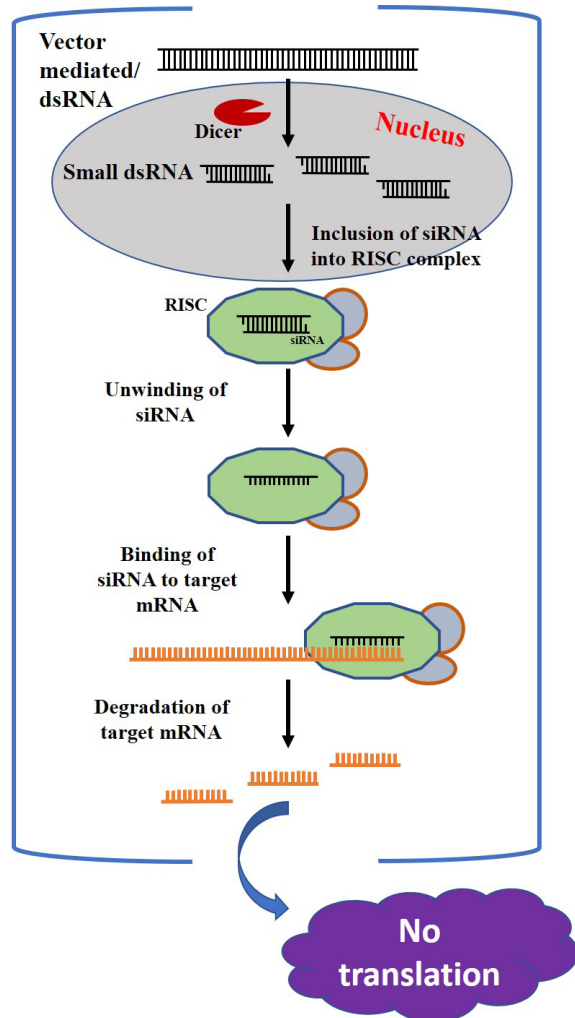 Vector
mediated/
dsRNA
Dicer
Nucleus
Small dsRNA
Inclusion of siRNA
into RISC complex
RISC
siRNA
Unwinding of
siRNA
Binding of
siRNA to target
mRNA
Degradation of
target mRNA
No
translation